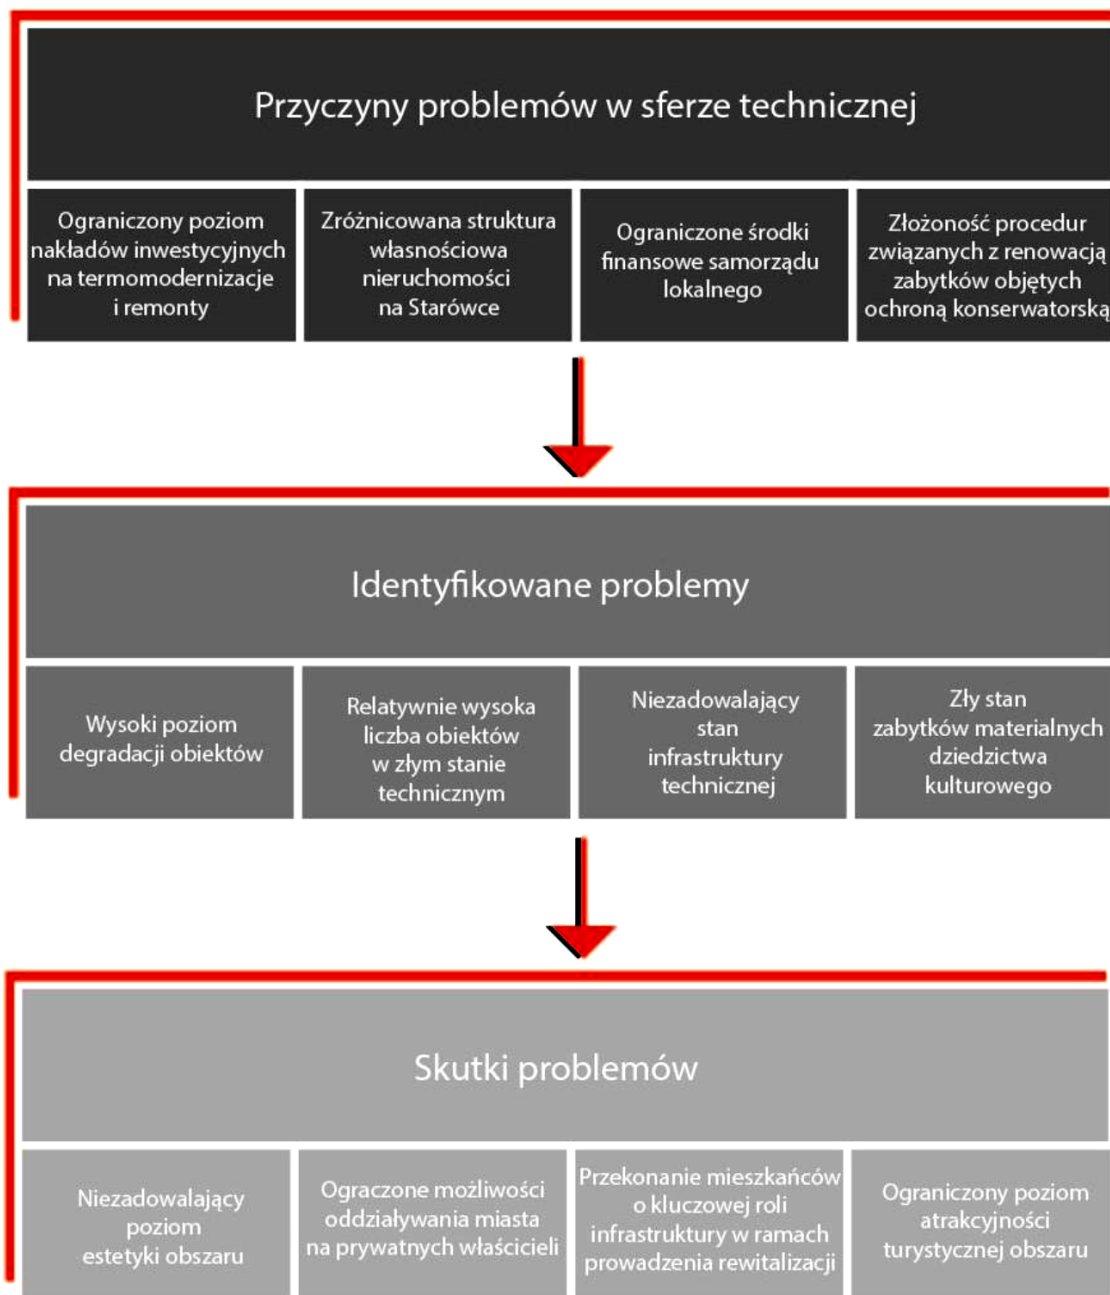 Przyczyny problemów w sferze technicznej
Ograniczony poziom
nakładów inwestycyjnych
na termomodernizacje
i remonty
Zróżnicowana struktura
własnościowa
nieruchomości
na Starówce
Ograniczone środki
finansowe samorządu
lokalnego
Złożoność procedur
związanych z renowacją
zabytków objętych
ochroną konserwatorską
Identyfikowane problemy
Wysoki poziom
degradacji obiektów
Relatywnie wysoka
liczba obiektów
w złym stanie
technicznym
Niezadowalający
stan
infrastruktury
technicznej
Zły stan
zabytków materialnych
dziedzictwa
kulturowego
Skutki problemów
Niezadowalający
poziom
estetyki obszaru
Ograczone możliwości
oddziaływania miasta
na prywatnych właścicieli
Przekonanie mieszkańców
o kluczowej roli
infrastruktury w ramach
prowadzenia rewitalizacji
Ograniczony poziom
atrakcyjności
turystycznej obszaru